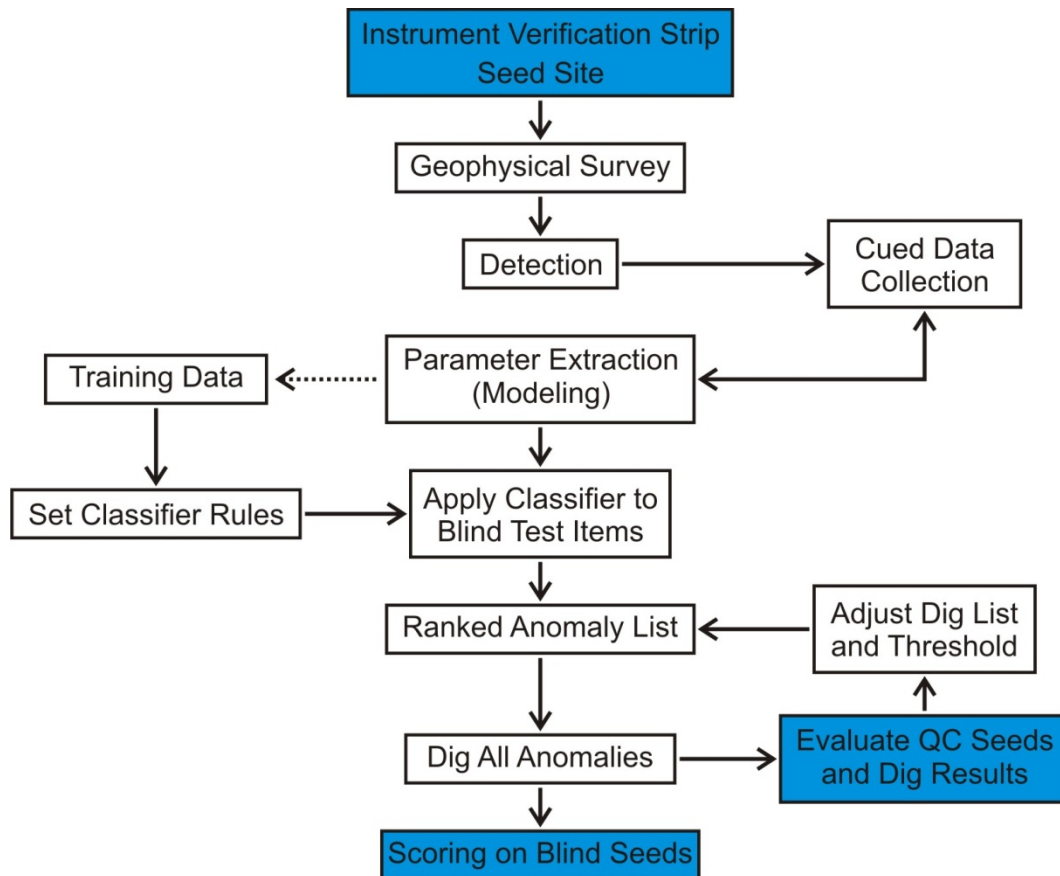 Instrument Verification Strip
Seed Site
Geophysical Survey
Detection
Cued Data
Collection
Parameter Extraction
(Modeling)
Training Data
Set Classifier Rules
Apply Classifier to
Blind Test Items
Ranked Anomaly List
Adjust Dig List
and Threshold
Dig All Anomalies
Evaluate QC Seeds
and Dig Results
Scoring on Blind Seeds